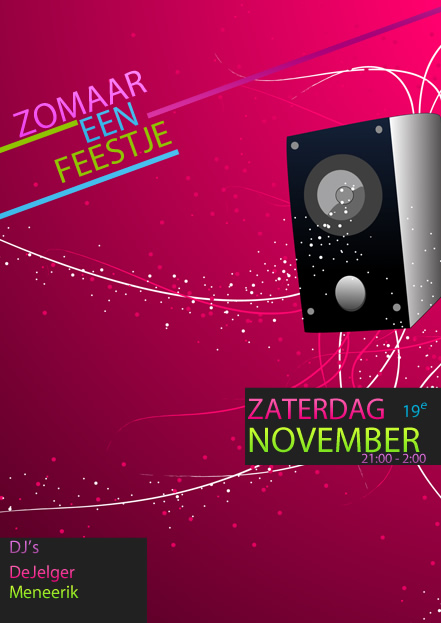 ZOMAAR
EEN
FEESTJE
ZATERDAG 19e
NOVEMBER
21:00 - 2:00
DJ's
DeJelger
Meneerik